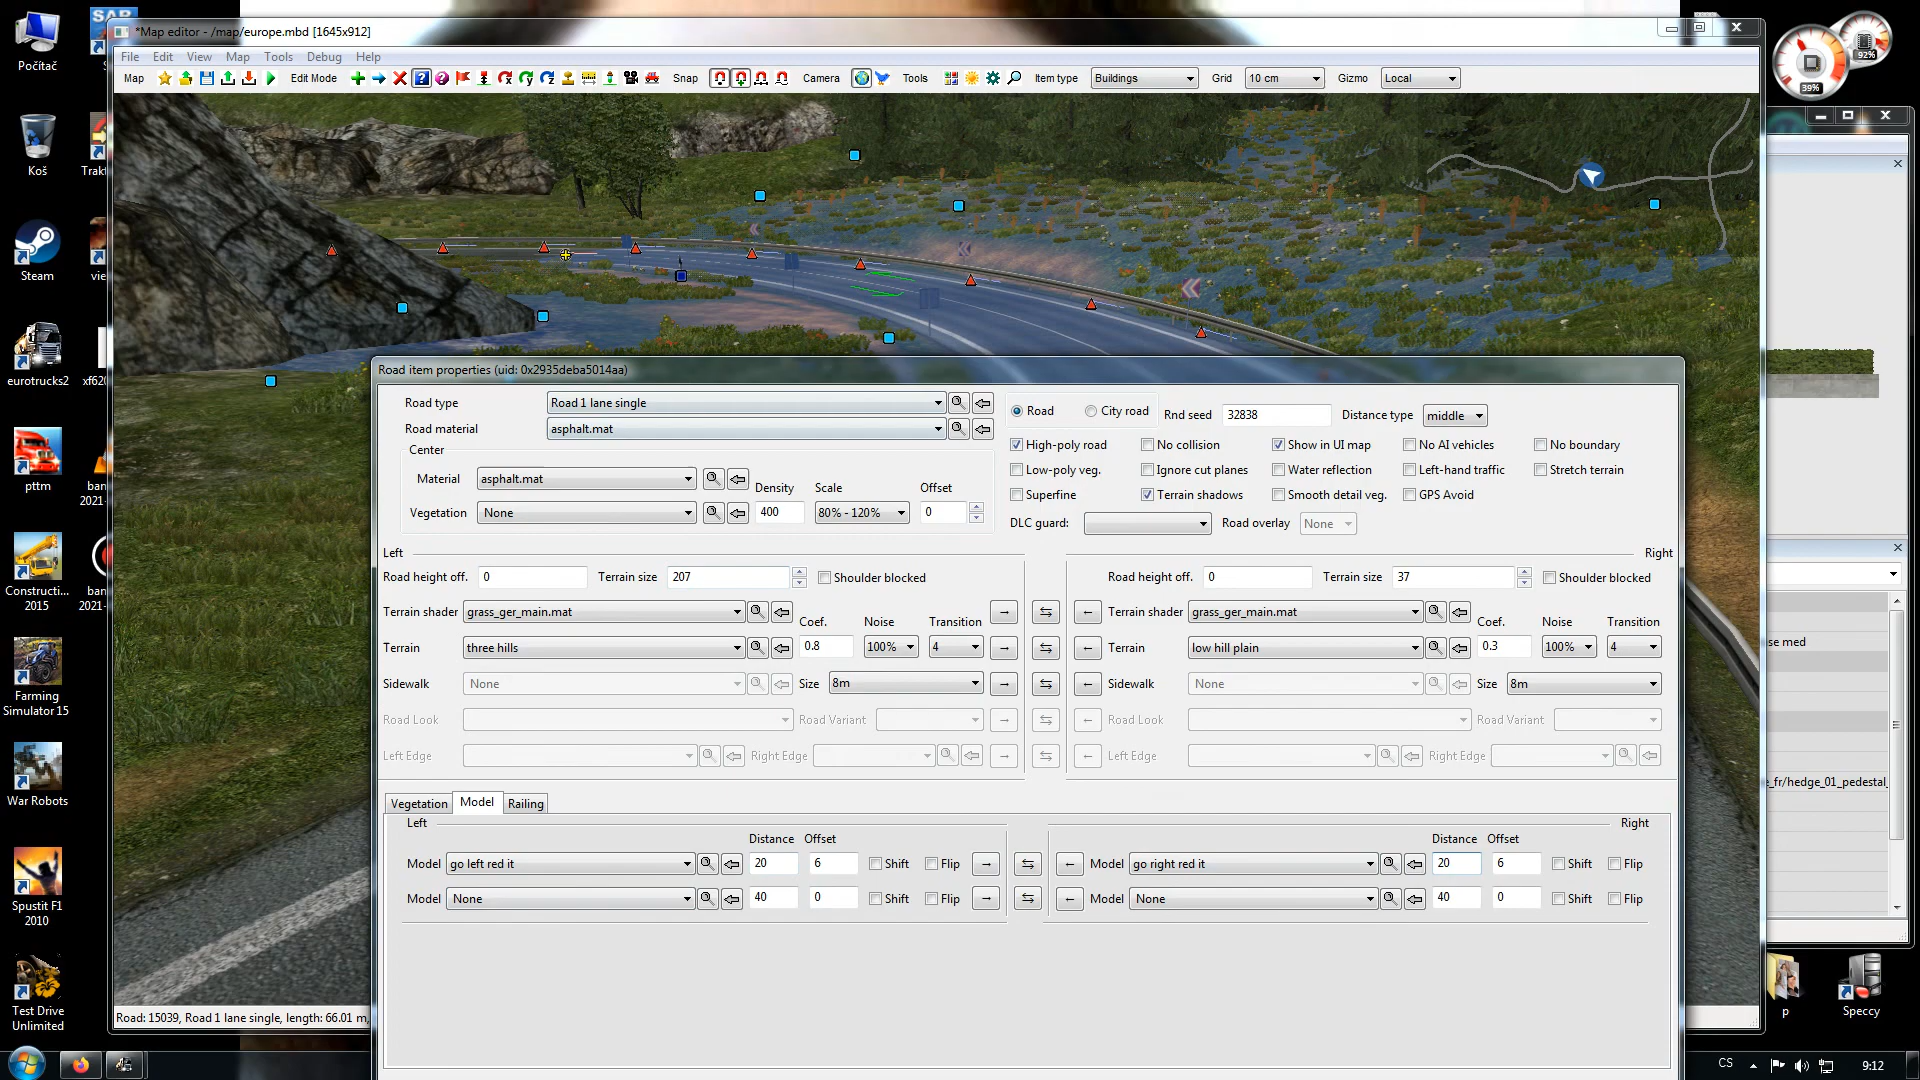 *Map editor - /map/europe.mbd [1645x912]
File Edit View Map Tools Debug Help
Map Edit Mode Snap Camera Tools Item type Buildings Grid 10 cm Gizmo Local
39%
92%
Počítač
Koš
Steam
eurotrucks2
pttm
Constructi...
2015
Farming
Simulator 15
War Robots
Spustit F1
2010
Test Drive
Unlimited
Trakt
vie
xf620
ban
2021-
ban
2021-
Road item properties (uid: 0x2935deba5014aa)
Road type Road 1 lane single
Road material asphalt.mat
Center
Material asphalt.mat
Density Scale Offset
Vegetation None 400 80% - 120% 0
Road City road Rnd seed 32838 Distance type middle
High-poly road No collision Show in UI map No AI vehicles No boundary
Low-poly veg. Ignore cut planes Water reflection Left-hand traffic Stretch terrain
Superfine Terrain shadows Smooth detail veg. GPS Avoid
DLC guard: Road overlay None
Left Right
Road height off. 0 Terrain size 207 Shoulder blocked Road height off. 0 Terrain size 37 Shoulder blocked
Terrain shader grass_ger_main.mat Coef. Noise Transition Terrain shader grass_ger_main.mat Coef. Noise Transition
Terrain three hills 0.8 100% 4 Terrain low hill plain 0.3 100% 4
Sidewalk None Size 8m Sidewalk None Size 8m
Road Look Road Variant Road Look Road Variant
Left Edge Right Edge Left Edge Right Edge
Vegetation Model Railing
Left Right
Distance Offset Distance Offset
Model go left red it 20 6 Shift Flip Model go right red it 20 6 Shift Flip
Model None 40 0 Shift Flip Model None 40 0 Shift Flip
Road: 15039, Road 1 lane single, length: 66.01 m,
se med
e_fr/hedge_01_pedestal_
p
Speccy
CS 9:12